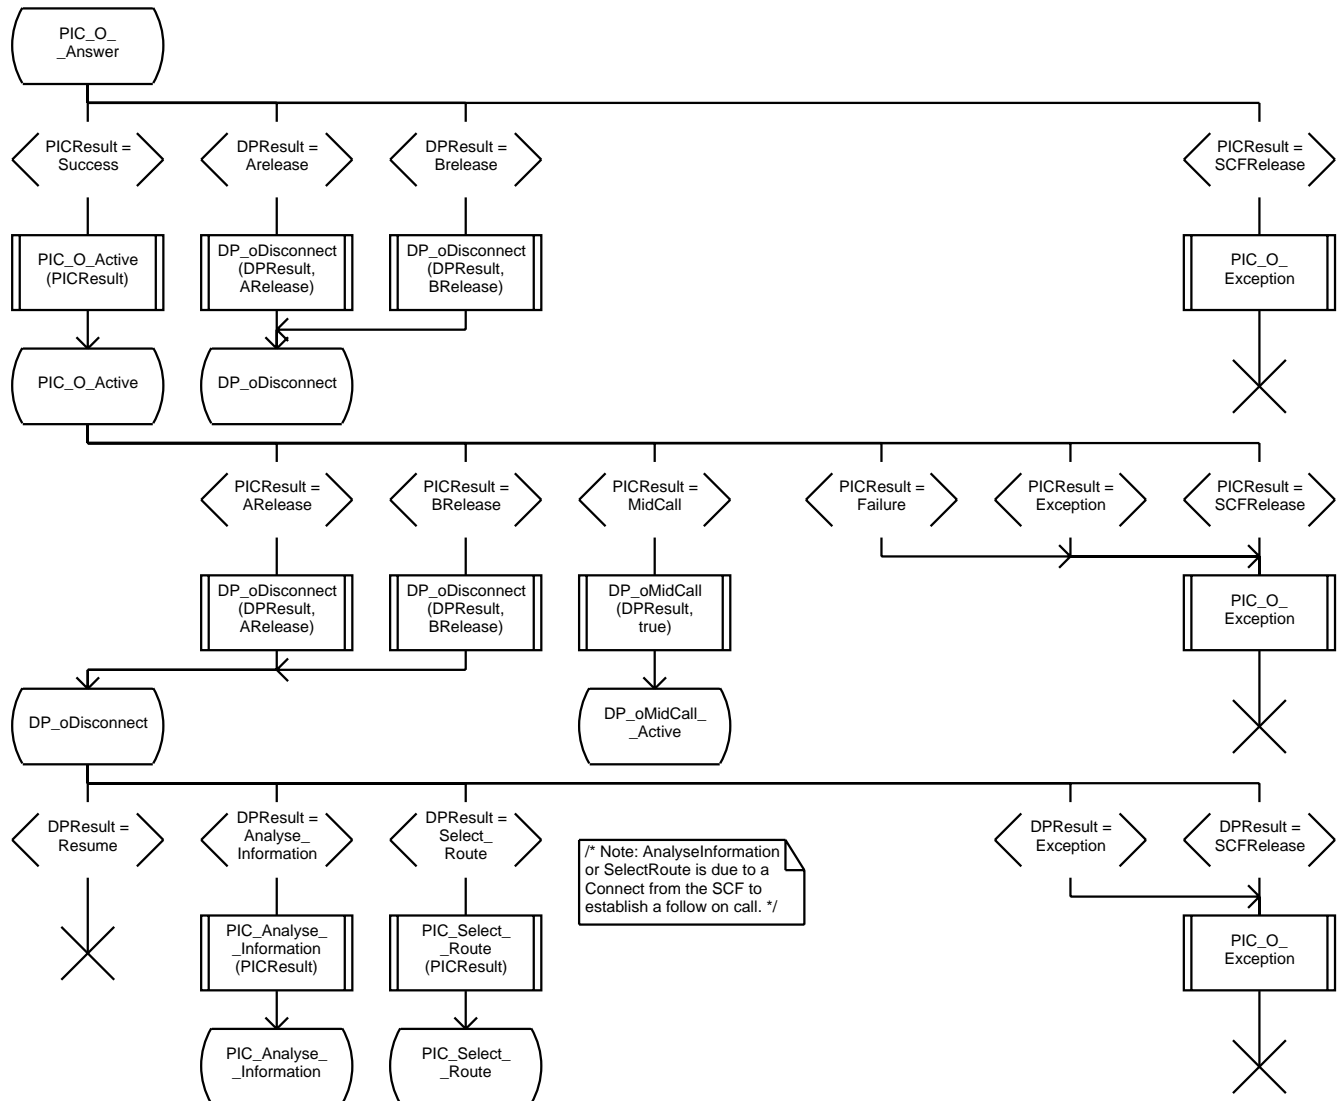 PIC_O_
_Answer
PICResult =
Success
DPResult =
Arelease
DPResult =
Brelease
PICResult =
SCFRelease
PIC_O_Active
(PICResult)
DP_oDisconnect
(DPResult,
ARelease)
DP_oDisconnect
(DPResult,
BRelease)
PIC_O_
Exception
PIC_O_Active
DP_oDisconnect
PICResult =
ARelease
PICResult =
BRelease
PICResult =
MidCall
PICResult =
Failure
PICResult =
Exception
PICResult =
SCFRelease
DP_oDisconnect
(DPResult,
ARelease)
DP_oDisconnect
(DPResult,
BRelease)
DP_oMidCall
(DPResult,
true)
PIC_O_
Exception
DP_oDisconnect
DP_oMidCall_
_Active
DPResult =
Resume
DPResult =
Analyse_
Information
DPResult =
Select_
Route
/* Note: AnalyseInformation
or SelectRoute is due to a
Connect from the SCF to
establish a follow on call. */
DPResult =
Exception
DPResult =
SCFRelease
PIC_Analyse_
_Information
(PICResult)
PIC_Select_
_Route
(PICResult)
PIC_O_
Exception
PIC_Analyse_
_Information
PIC_Select_
_Route